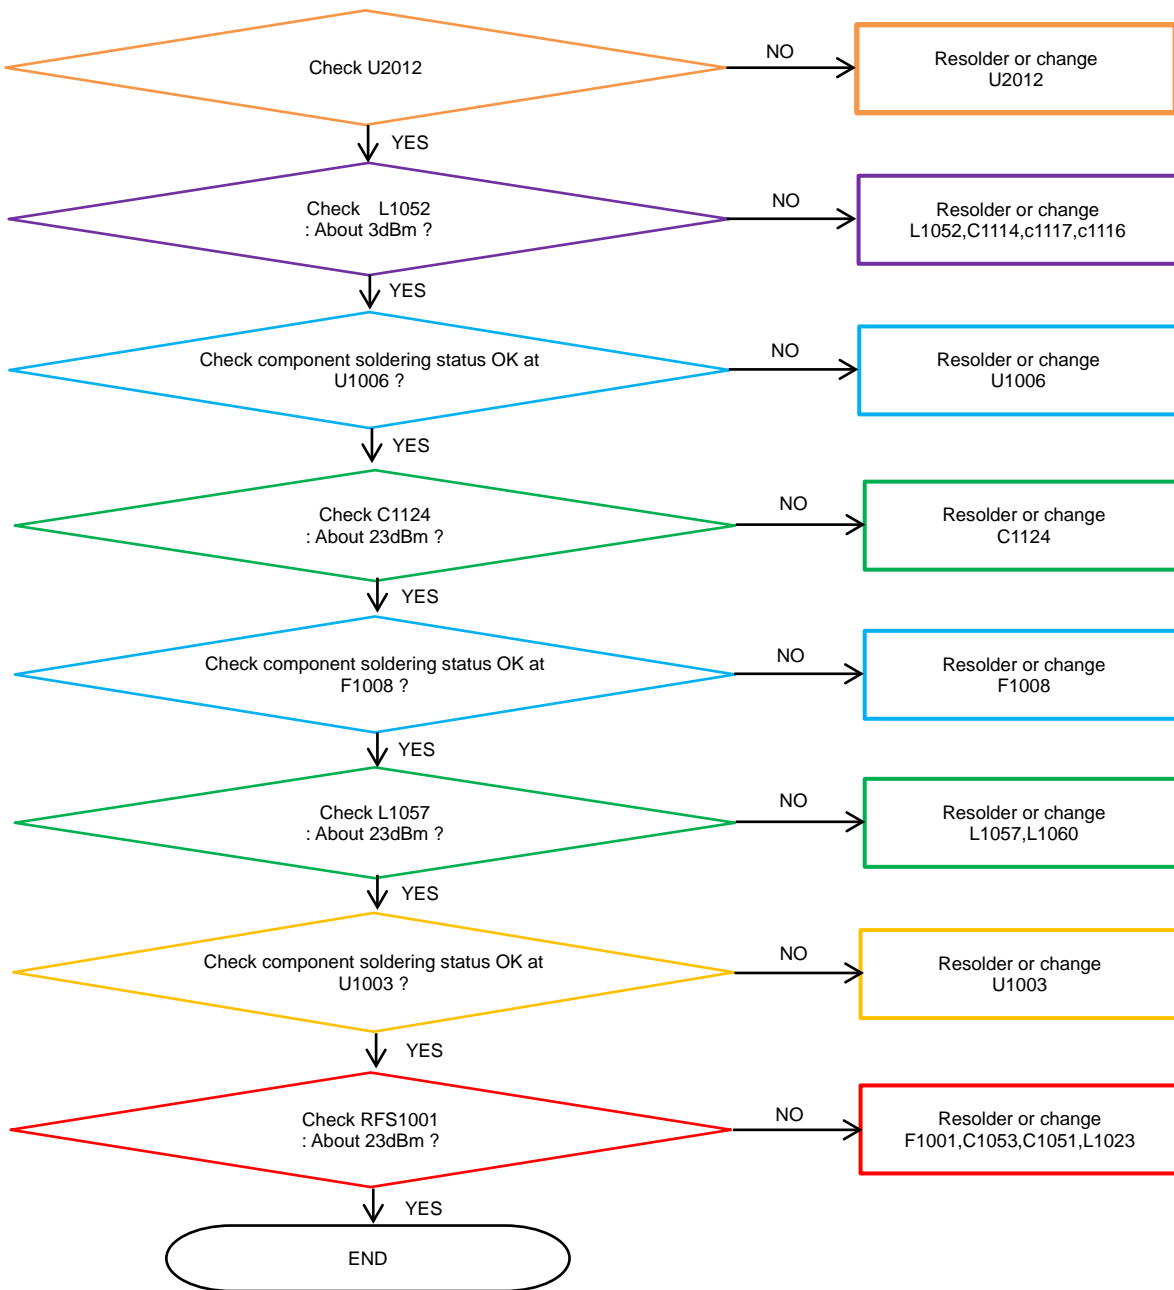 Check U2012
NO
Resolder or change
U2012
YES
Check L1052
: About 3dBm ?
NO
Resolder or change
L1052,C1114,c1117,c1116
YES
Check component soldering status OK at
U1006 ?
NO
Resolder or change
U1006
YES
Check C1124
: About 23dBm ?
NO
Resolder or change
C1124
YES
Check component soldering status OK at
F1008 ?
NO
Resolder or change
F1008
YES
Check L1057
: About 23dBm ?
NO
Resolder or change
L1057,L1060
YES
Check component soldering status OK at
U1003 ?
NO
Resolder or change
U1003
YES
Check RFS1001
: About 23dBm ?
NO
Resolder or change
F1001,C1053,C1051,L1023
YES
END